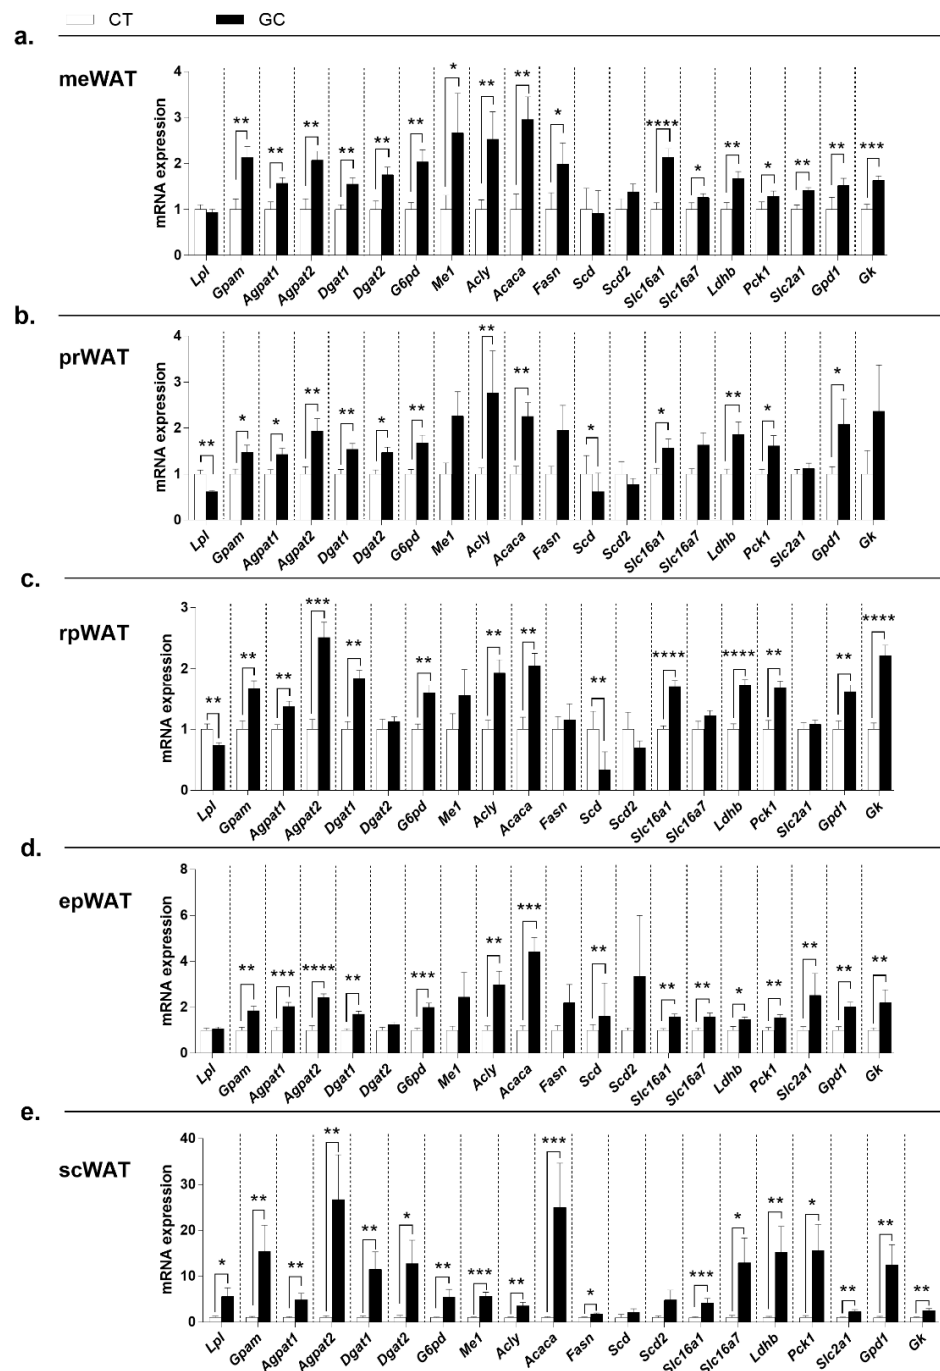 CT GC
a.
meWAT
mRNA expression
4
3
2
1
0
** ** ** ** ** ** * ** ** * **** * ** * ** ** ***
Lpl Gpam Agpat1 Agpat2 Dgat1 Dgat2 G6pd Me1 Acly Acaca Fasn Scd Scd2 Slc16a1 Slc16a7 Ldhb Pck1 Slc2a1 Gpd1 Gk
b.
prWAT
mRNA expression
4
3
2
1
0
** * * ** ** * ** ** ** * * ** * *
Lpl Gpam Agpat1 Agpat2 Dgat1 Dgat2 G6pd Me1 Acly Acaca Fasn Scd Scd2 Slc16a1 Slc16a7 Ldhb Pck1 Slc2a1 Gpd1 Gk
c.
rpWAT
mRNA expression
3
2
1
0
** ** ** *** ** ** ** ** ** **** **** ** ** ****
Lpl Gpam Agpat1 Agpat2 Dgat1 Dgat2 G6pd Me1 Acly Acaca Fasn Scd Scd2 Slc16a1 Slc16a7 Ldhb Pck1 Slc2a1 Gpd1 Gk
d.
epWAT
mRNA expression
8
6
4
2
0
** *** **** ** *** ** *** ** ** ** * ** ** ** **
Lpl Gpam Agpat1 Agpat2 Dgat1 Dgat2 G6pd Me1 Acly Acaca Fasn Scd Scd2 Slc16a1 Slc16a7 Ldhb Pck1 Slc2a1 Gpd1 Gk
e.
scWAT
mRNA expression
40
30
20
10
0
* ** ** ** ** * ** *** ** *** * *** * ** * ** ** **
Lpl Gpam Agpat1 Agpat2 Dgat1 Dgat2 G6pd Me1 Acly Acaca Fasn Scd Scd2 Slc16a1 Slc16a7 Ldhb Pck1 Slc2a1 Gpd1 Gk